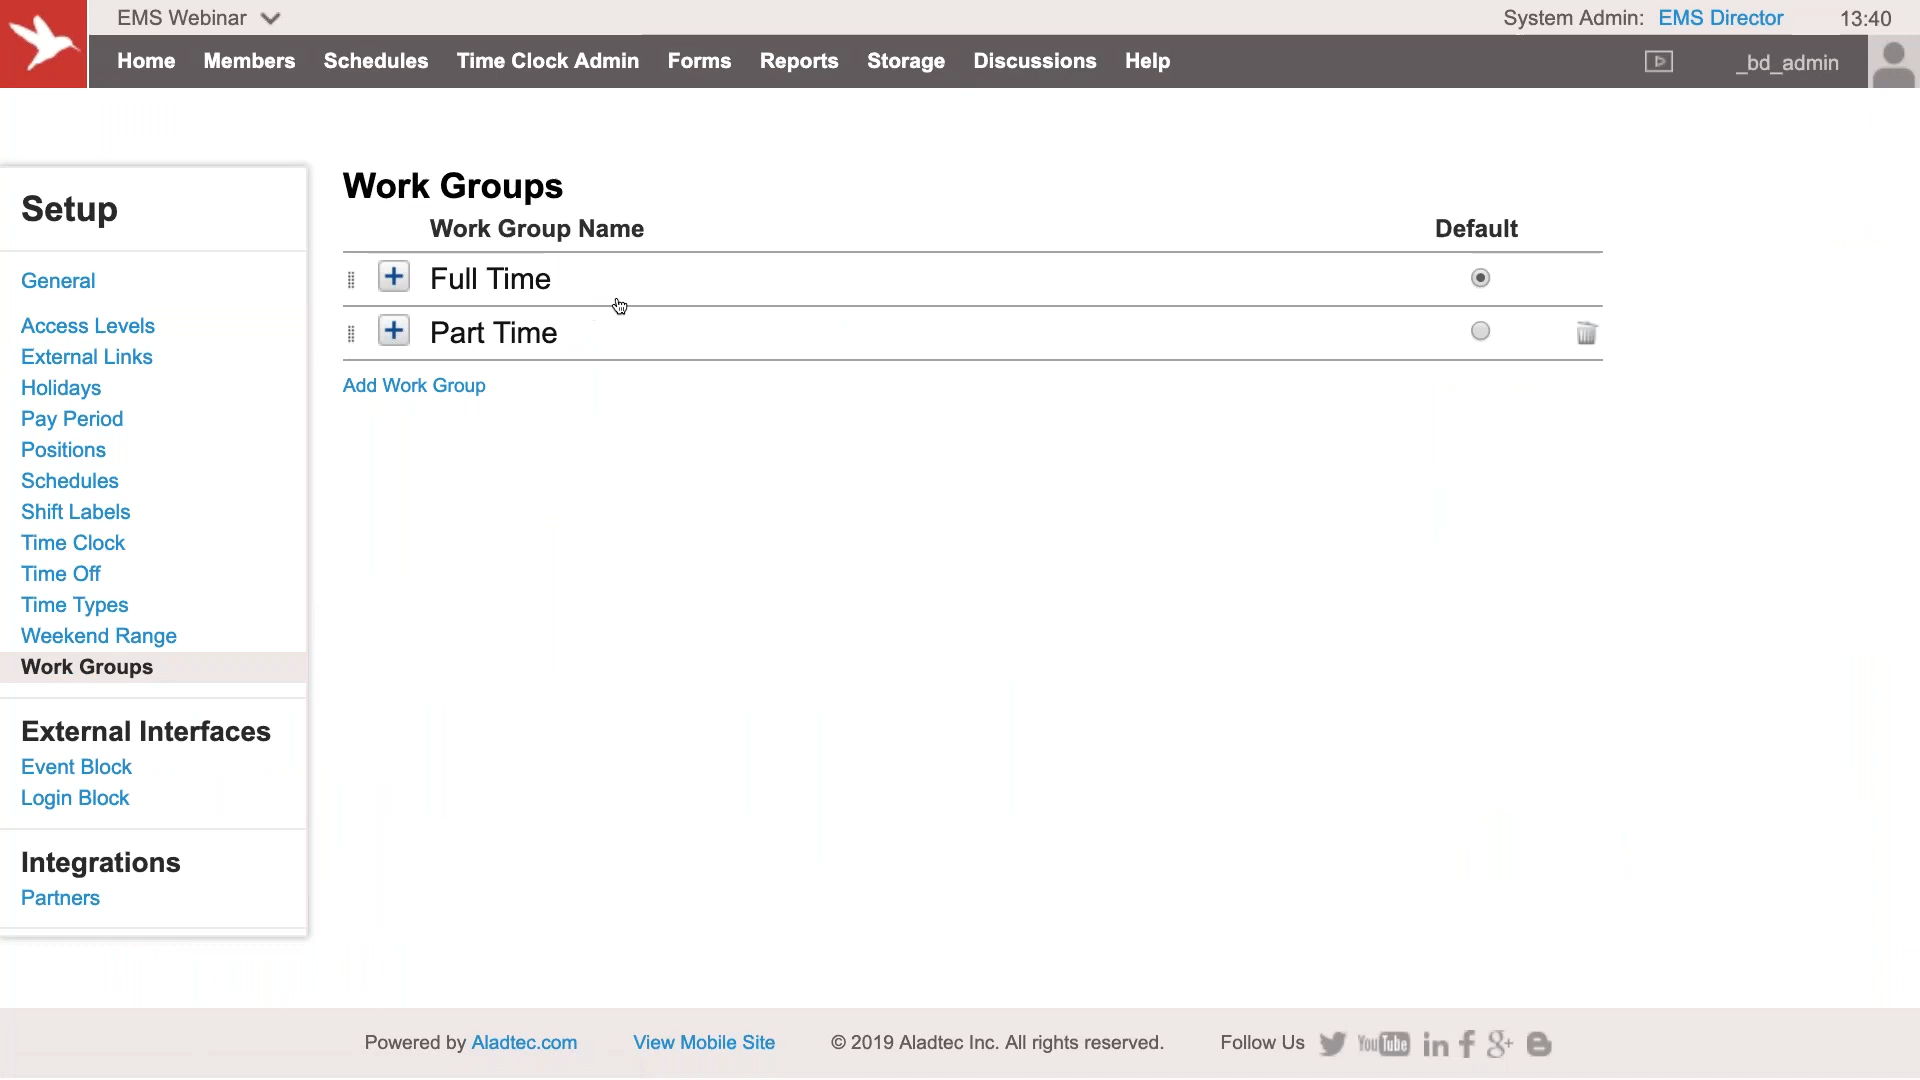 EMS Webinar
System Admin: EMS Director 13:40
Home Members Schedules Time Clock Admin Forms Reports Storage Discussions Help
_bd_admin
Setup
General
Access Levels
External Links
Holidays
Pay Period
Positions
Schedules
Shift Labels
Time Clock
Time Off
Time Types
Weekend Range
Work Groups
External Interfaces
Event Block
Login Block
Integrations
Partners
Work Groups
Work Group Name Default
Full Time
Part Time
Add Work Group
Powered by Aladtec.com View Mobile Site © 2019 Aladtec Inc. All rights reserved. Follow Us YouTube